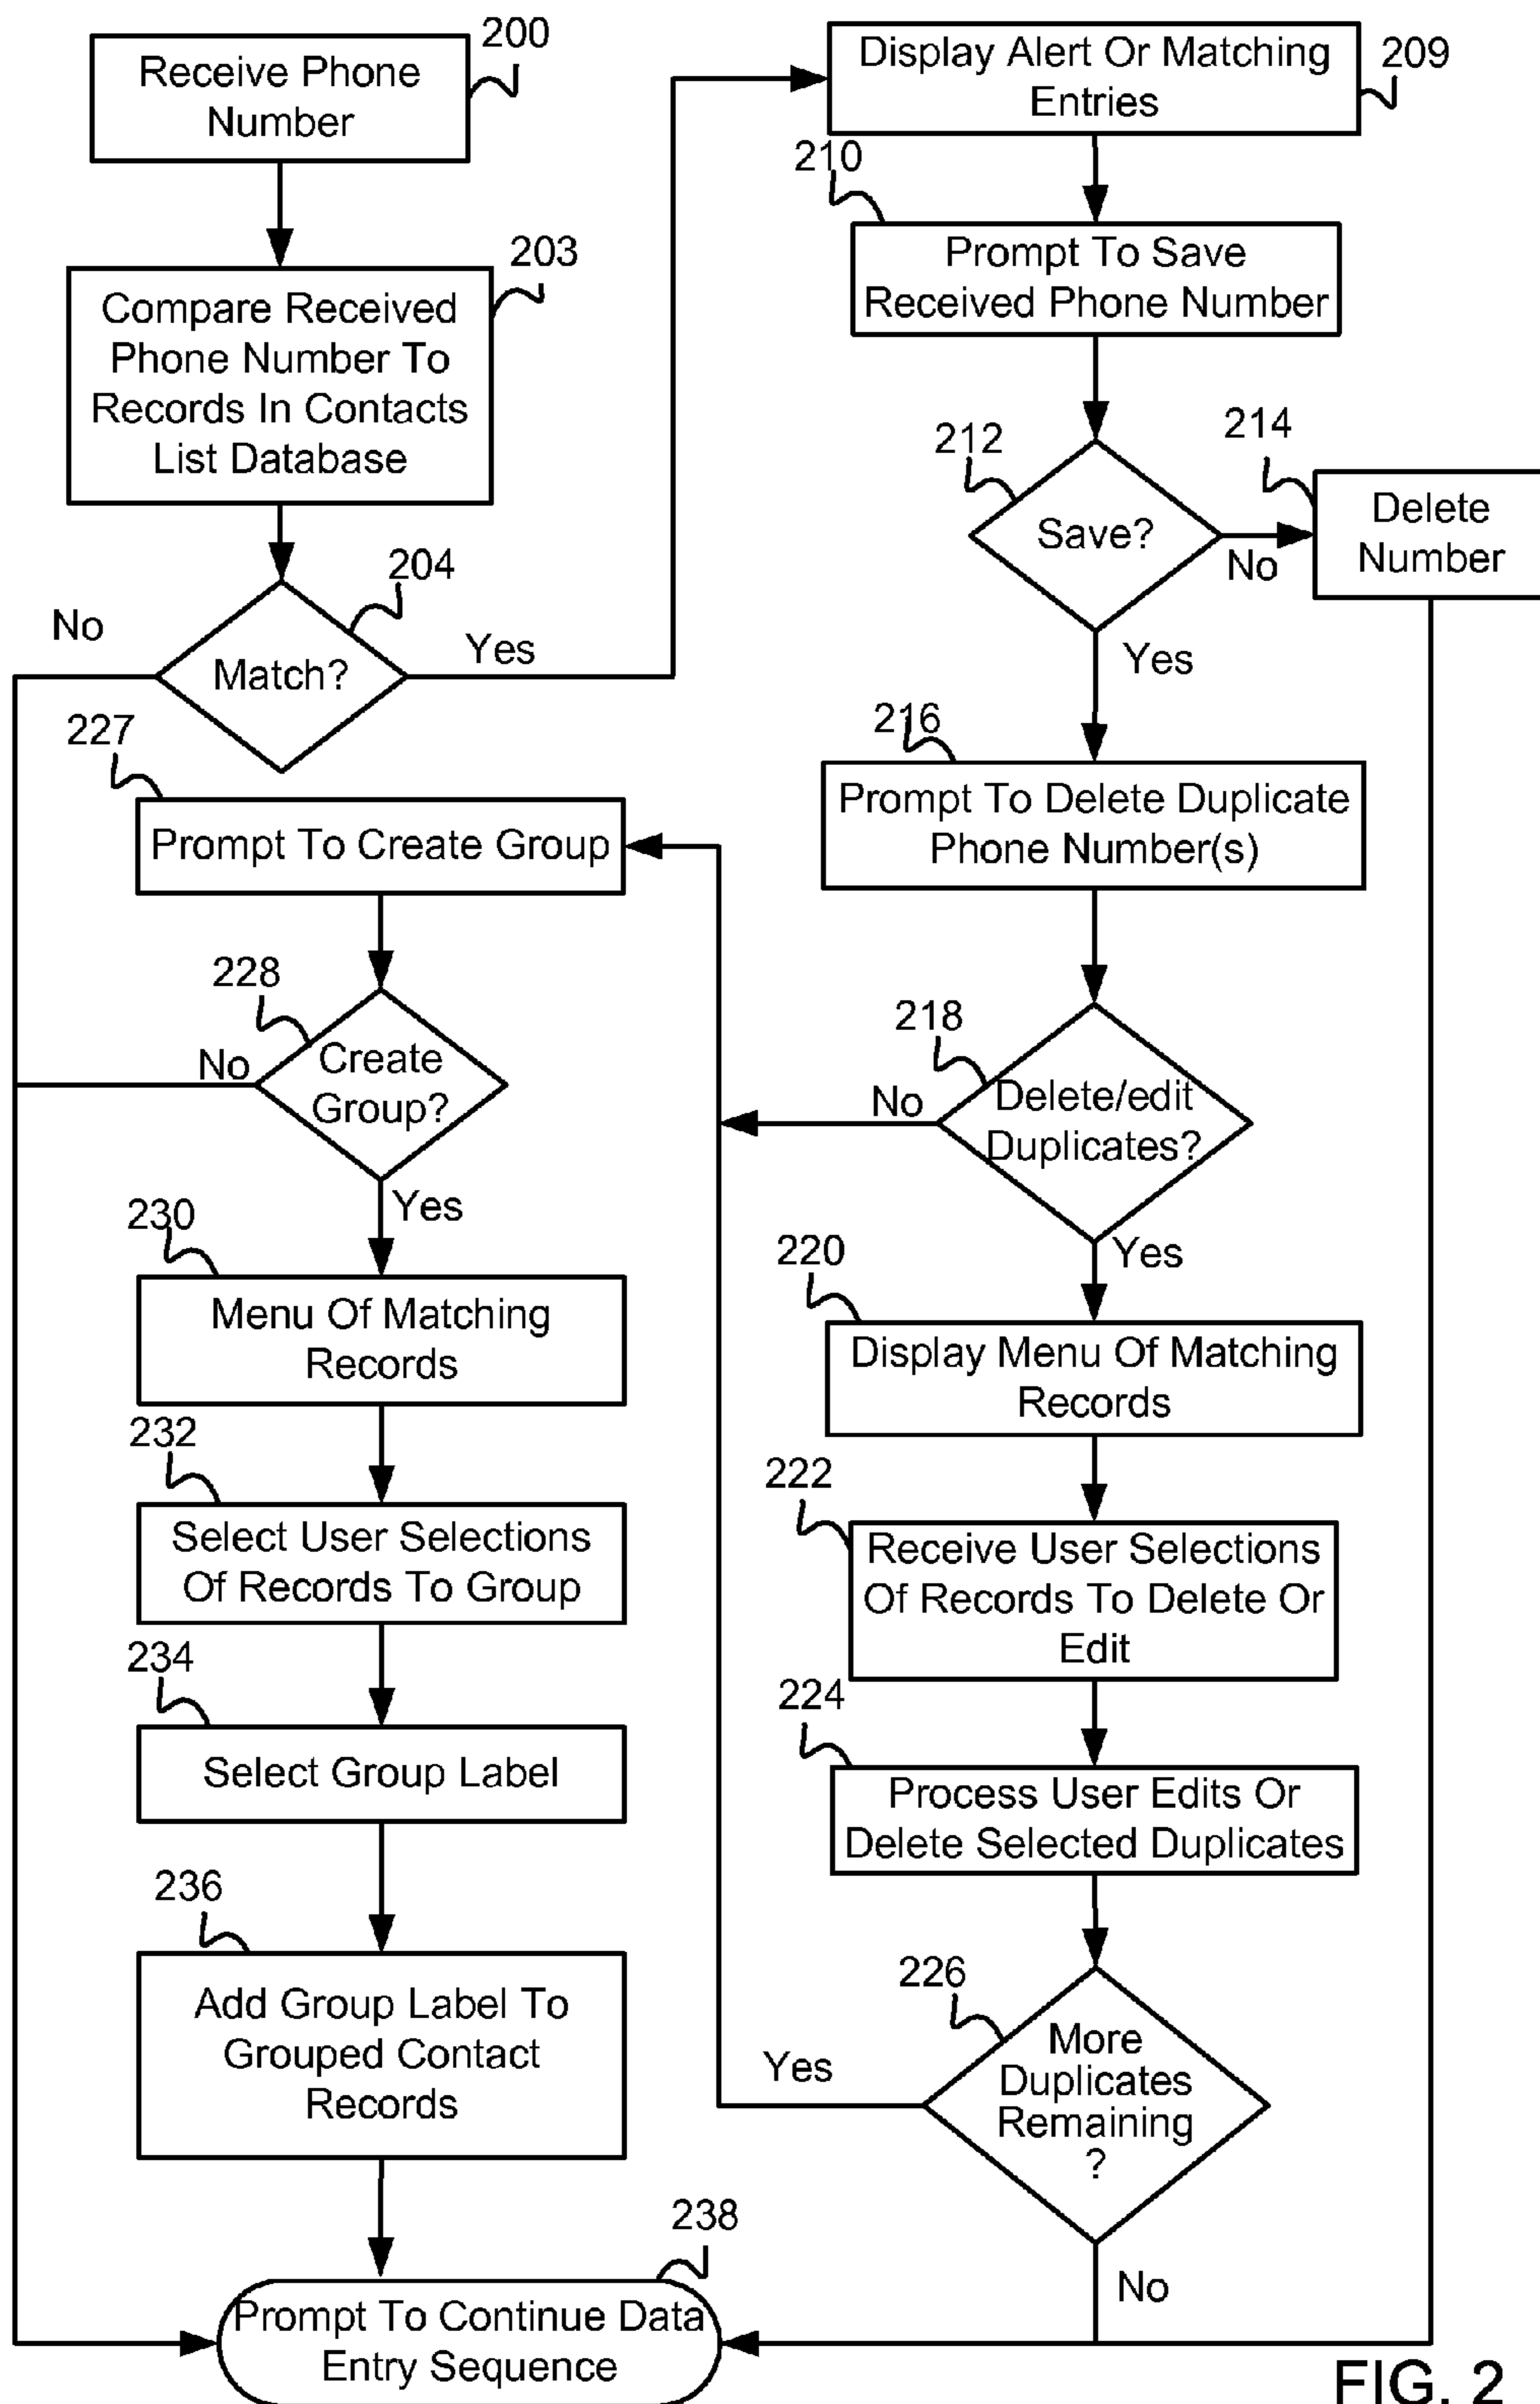 200
Receive Phone
Number
203
Compare Received
Phone Number To
Records In Contacts
List Database
204
Match?
No
Yes
209
Display Alert Or Matching
Entries
210
Prompt To Save
Received Phone Number
212
Save?
No
Yes
214
Delete
Number
216
Prompt To Delete Duplicate
Phone Number(s)
218
Delete/edit
Duplicates?
No
Yes
220
Display Menu Of Matching
Records
222
Receive User Selections
Of Records To Delete Or
Edit
224
Process User Edits Or
Delete Selected Duplicates
226
More
Duplicates
Remaining
?
Yes
No
227
Prompt To Create Group
228
Create
Group?
No
Yes
230
Menu Of Matching
Records
232
Select User Selections
Of Records To Group
234
Select Group Label
236
Add Group Label To
Grouped Contact
Records
238
Prompt To Continue Data
Entry Sequence
FIG. 2